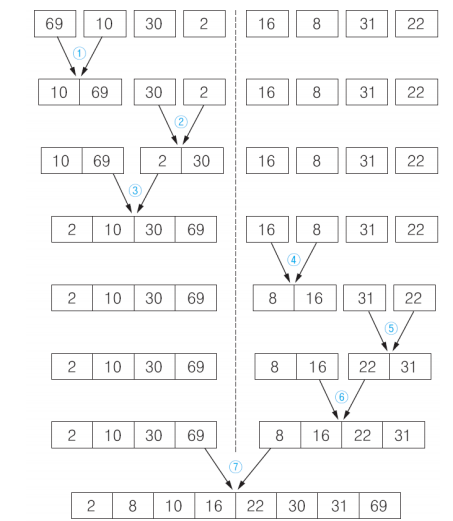 69 10 30 2 16 8 31 22
①
10 69 30 2 16 8 31 22
②
10 69 2 30 16 8 31 22
③
2 10 30 69 16 8 31 22
④
2 10 30 69 8 16 31 22
⑤
2 10 30 69 8 16 22 31
⑥
2 10 30 69 8 16 22 31
⑦
2 8 10 16 22 30 31 69